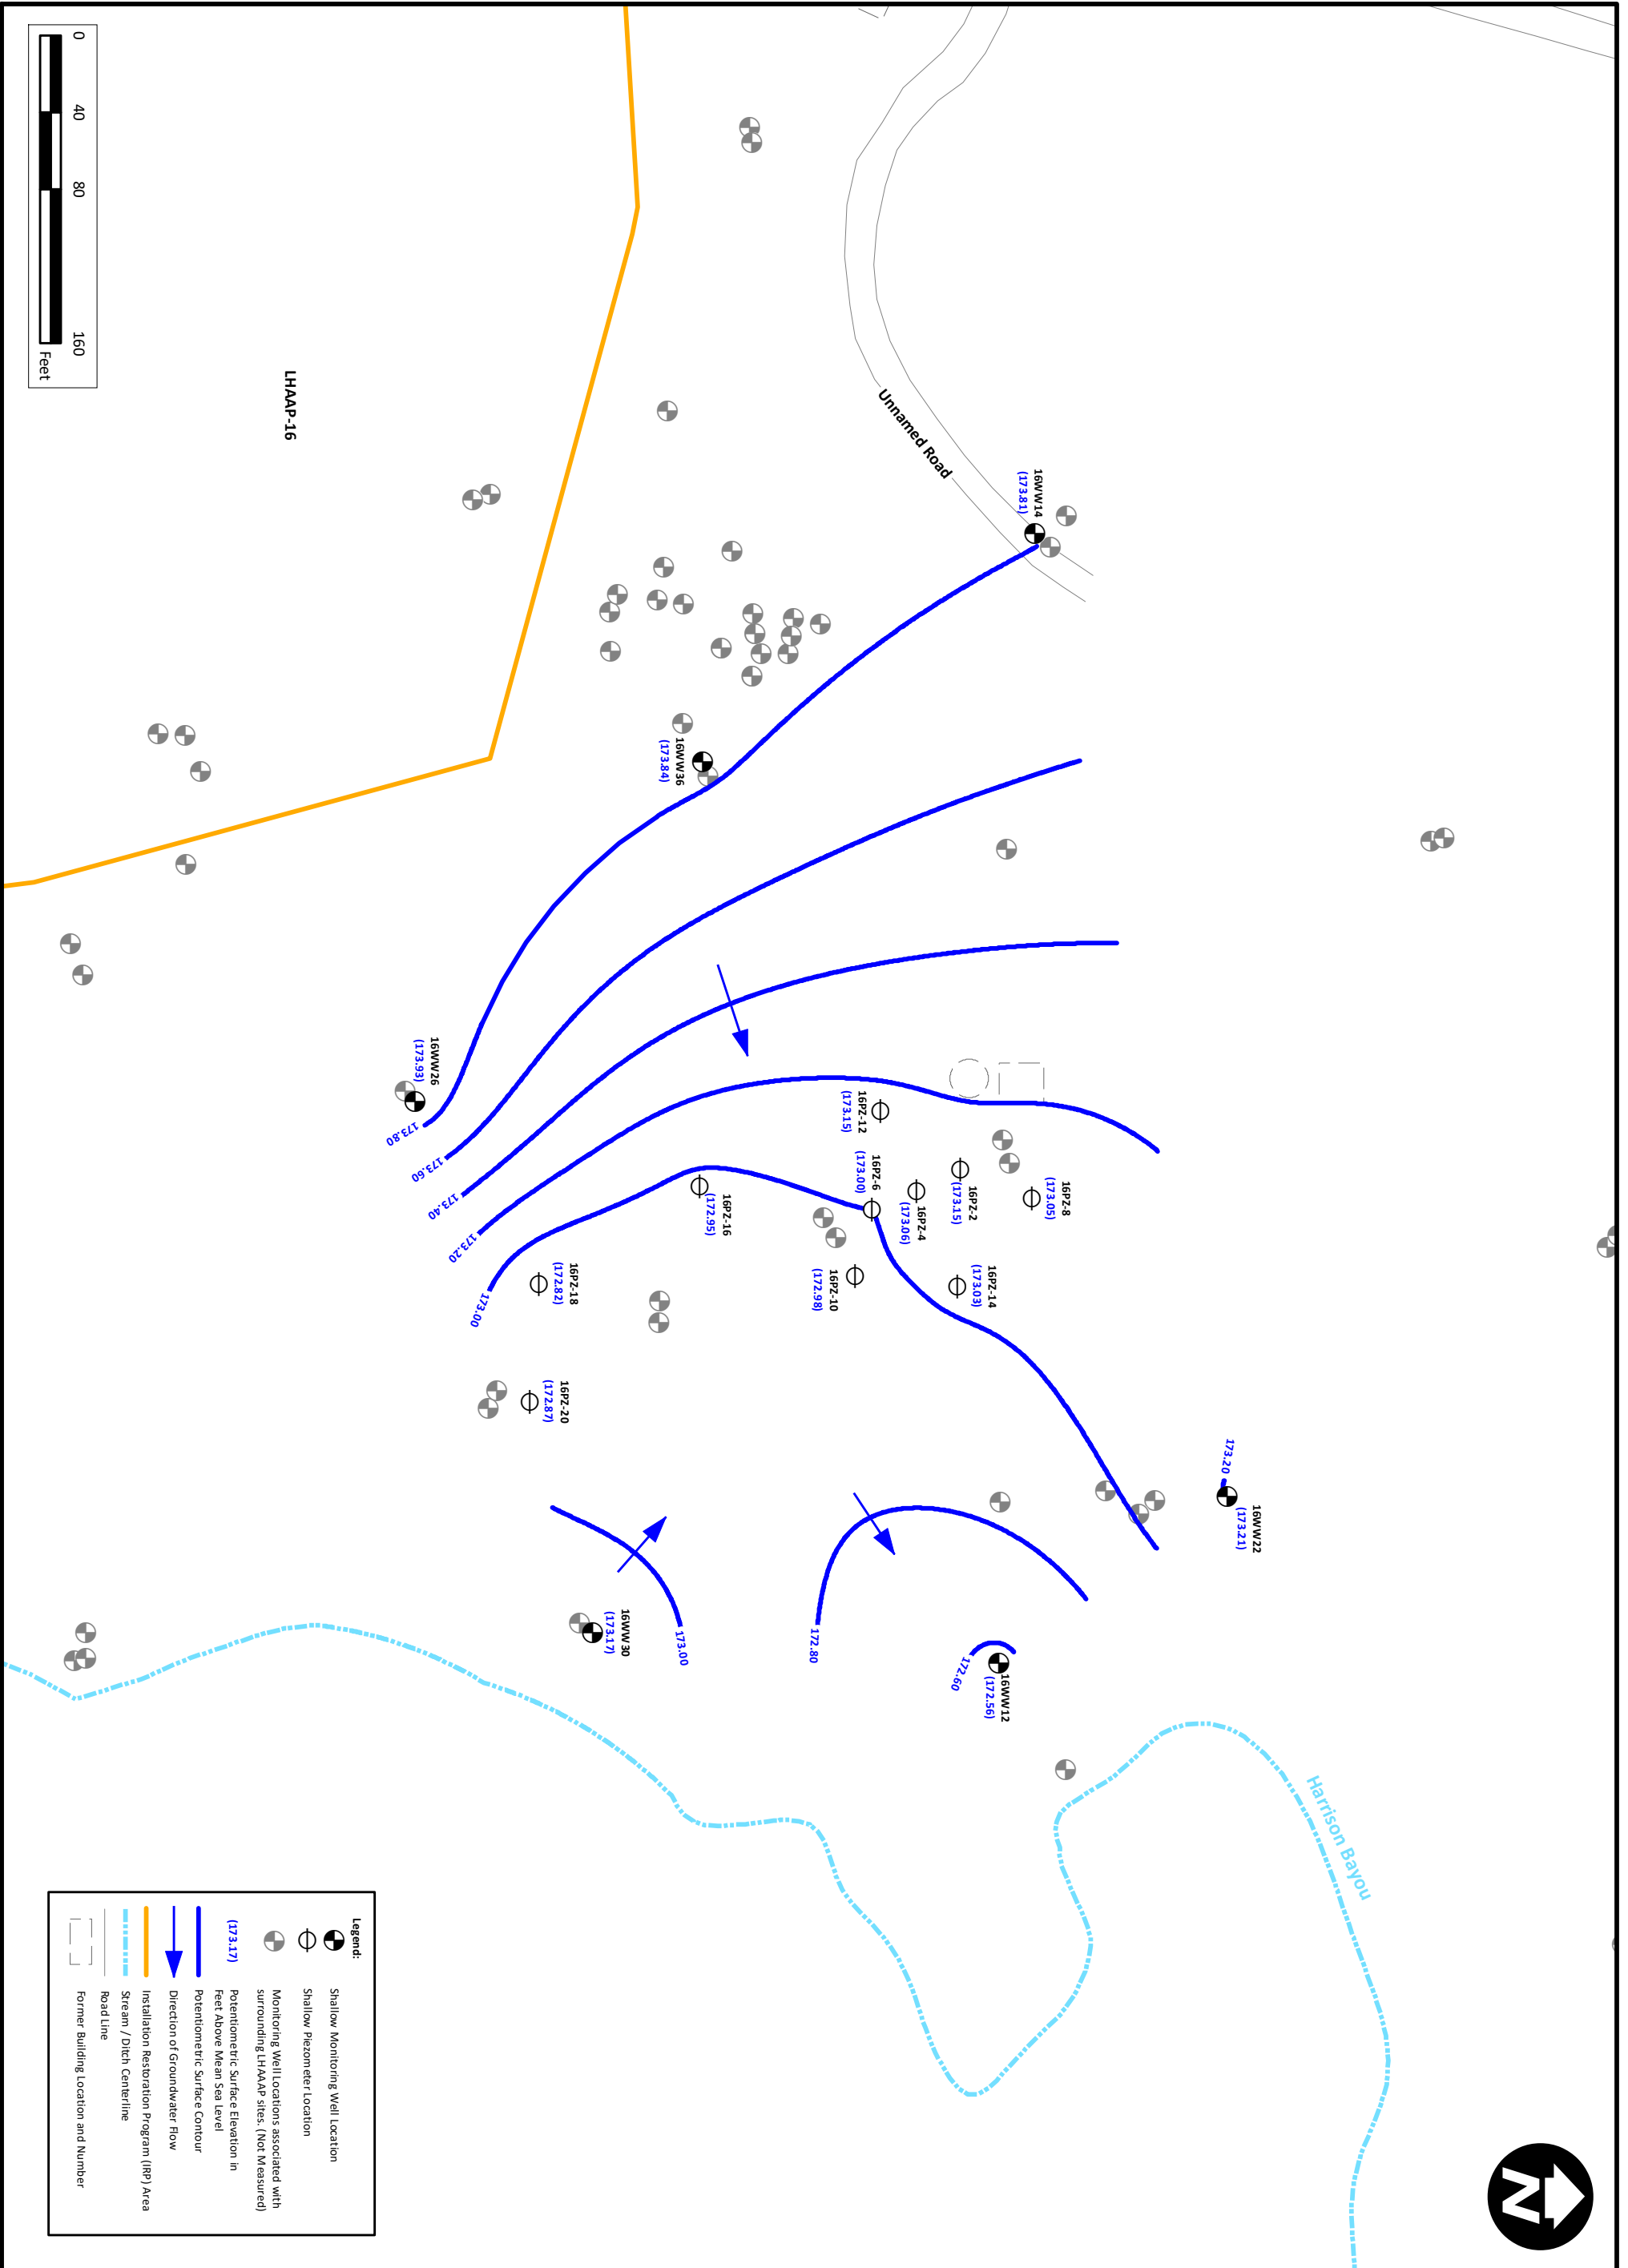 0 40 80 160
Feet
LHAAP-16
Unnamed Road
16WW14
(173.81)
16WW36
(173.84)
16WW26
(173.93)
173.80
173.60
173.40
173.20
173.00
16PZ-12
(173.15)
16PZ-6
(173.00)
16PZ-4
(173.06)
16PZ-2
(173.15)
16PZ-8
(173.05)
16PZ-16
(172.95)
16PZ-18
(172.82)
16PZ-10
(172.98)
16PZ-14
(173.03)
16PZ-20
(172.87)
173.20
16WW22
(173.21)
16WW30
(173.17)
173.00
172.80
172.60
16WW12
(172.56)
Harrison Bayou
N
Legend:
Shallow Monitoring Well Location
Shallow Piezometer Location
Monitoring Well Locations associated with
surrounding LHAAAP sites. (Not Measured)
(173.17)
Potentiometric Surface Elevation in
Feet Above Mean Sea Level
Potentiometric Surface Contour
Direction of Groundwater Flow
Installation Restoration Program (IRP) Area
Stream / Ditch Centerline
Road Line
Former Building Location and Number